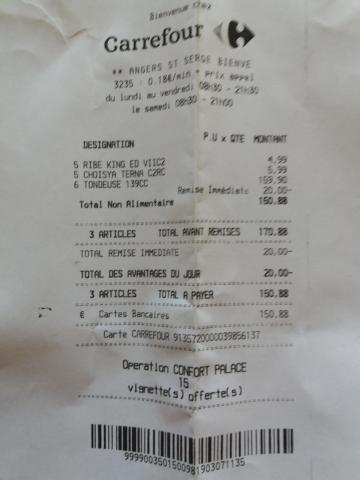 Bienvenue chez
Carrefour
** ANGERS ST SERGE BIENVE
3235 : 0.18€/min + prix appel
du lundi au vendredi 08h30 - 21h30
le samedi 08h30 - 21h00
DESIGNATION P.U x QTE MONTANT
5 RIBE KING ED VIIC2 4.99
5 CHOISYA TERNA C2RC 5.99
6 TONDEUSE 139CC 159.90
Remise Immédiate 20.00-
Total Non Alimentaire 150.88
3 ARTICLES TOTAL AVANT REMISES 170.88
TOTAL REMISE IMMEDIATE 20.00-
TOTAL DES AVANTAGES DU JOUR 20.00-
3 ARTICLES TOTAL A PAYER 150.88
€ Cartes Bancaires 150.88
Carte CARREFOUR 9135720000039856137
Operation CONFORT PALACE
15
vignette(s) offerte(s)
9999003501500981903071135